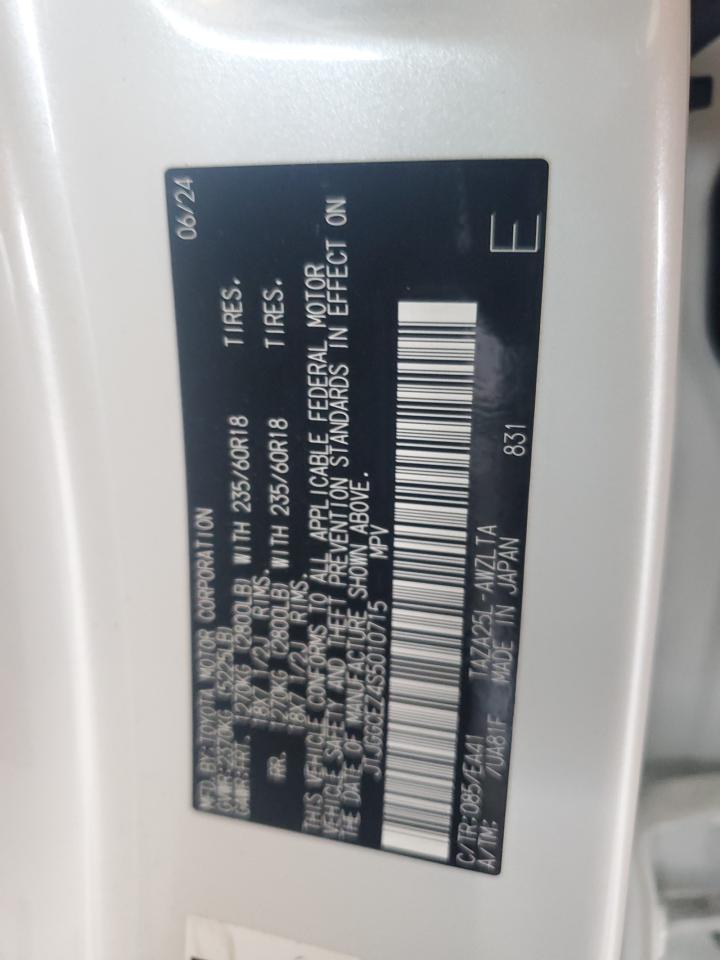 MFD.BY:TOYOTA MOTOR CORPORATION 06/24
GVWR:2370KG (5225LB)
GAWR:FRT. 1270KG (2800LB) WITH 235/60R18 TIRES.
18X7 1/2J RIMS.
RR. 1270KG (2800LB) WITH 235/60R18 TIRES.
18X7 1/2J RIMS.
THIS VEHICLE CONFORMS TO ALL APPLICABLE FEDERAL MOTOR
VEHICLE SAFETY AND THEFT PREVENTION STANDARDS IN EFFECT ON
THE DATE OF MANUFACTURE SHOWN ABOVE.
JTJGGCEZ4S5010715 MPV
C/TR:085/EA41 TAZA25L-AWZLTA
A/TM: /UA81F MADE IN JAPAN 831
E